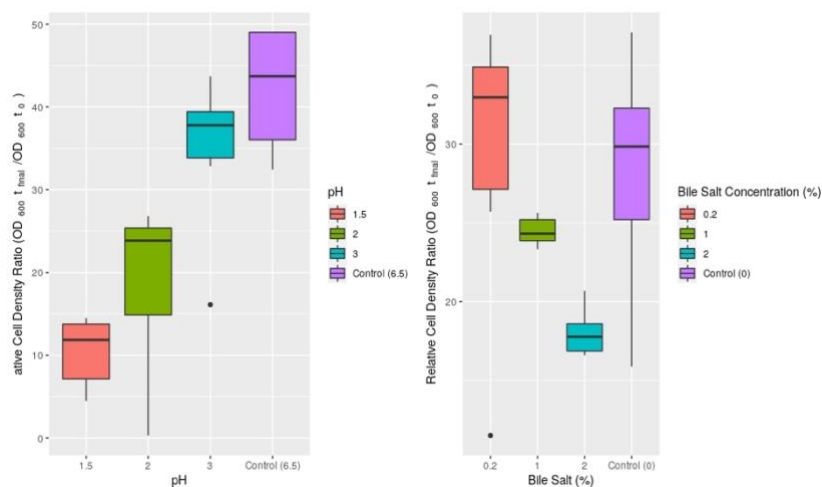 ative Cell Density Ratio (OD 600 t final /OD 600 t 0 )
50
40
30
20
10
0
1.5 2 3 Control (6.5)
pH
pH
1.5
2
3
Control (6.5)
Relative Cell Density Ratio (OD 600 t final /OD 600 t 0 )
30
20
0.2 1 2 Control (0)
Bile Salt (%)
Bile Salt Concentration (%)
0.2
1
2
Control (0)